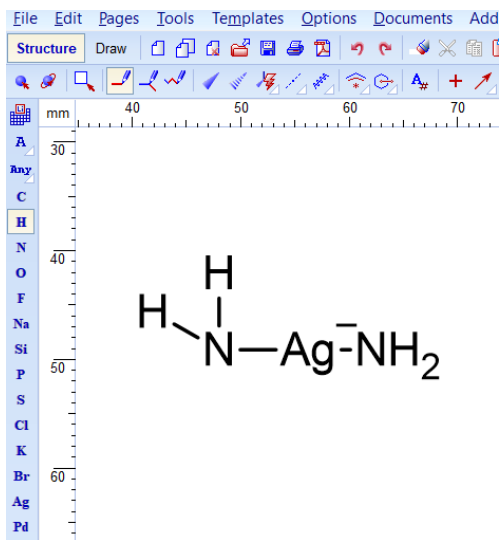 File Edit Pages Tools Templates Options Documents Add
Structure Draw
A#
mm 40 50 60 70
A
30
Any
C
H
N
40
O
H
F
H
Na
Si
N Ag⁻ NH2
50
P
S
Cl
K
Br
60
Ag
Pd